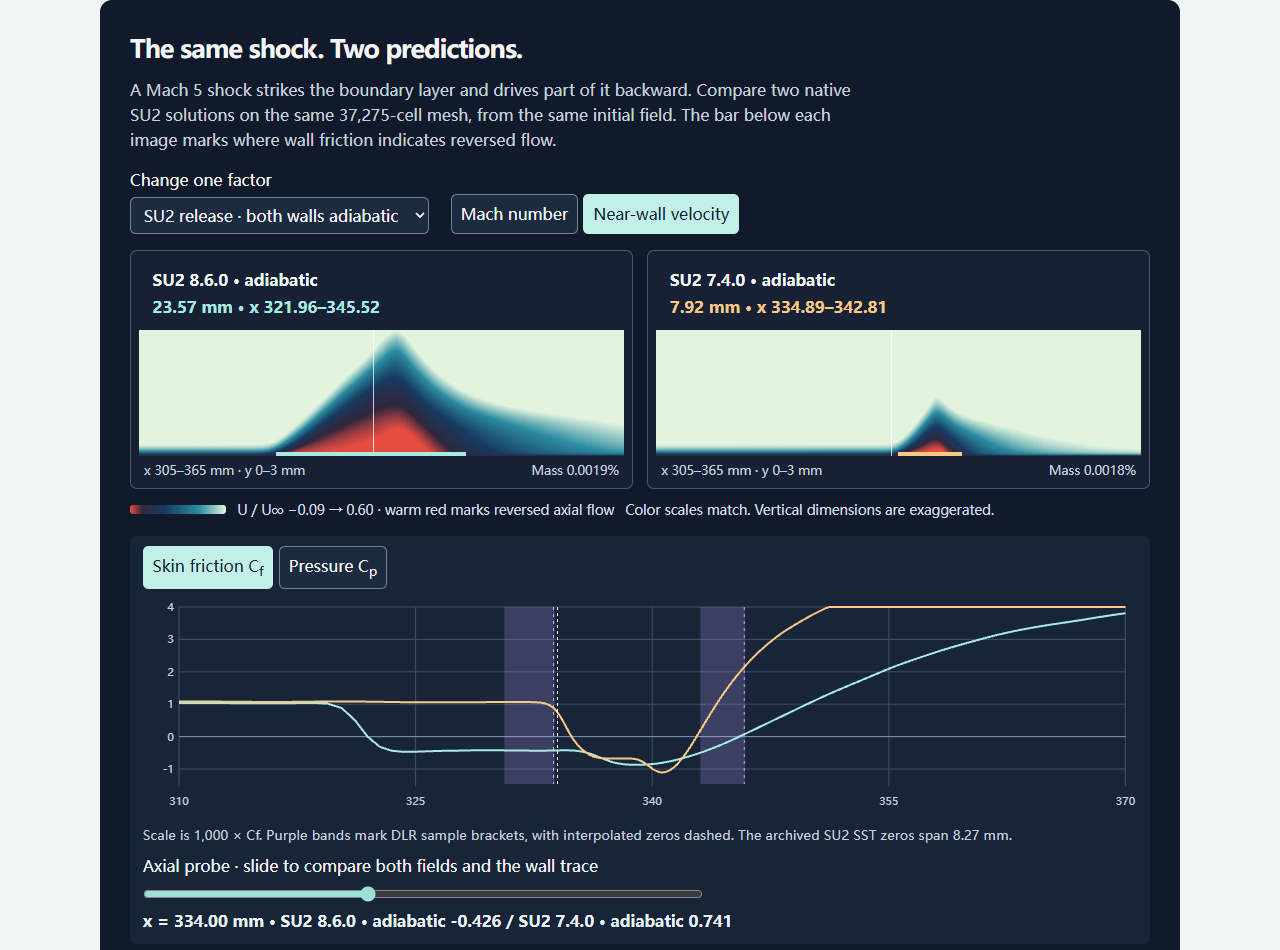 The same shock. Two predictions.
A Mach 5 shock strikes the boundary layer and drives part of it backward. Compare two native
SU2 solutions on the same 37,275-cell mesh, from the same initial field. The bar below each
image marks where wall friction indicates reversed flow.
Change one factor
SU2 release · both walls adiabatic
Mach number
Near-wall velocity
SU2 8.6.0 • adiabatic
23.57 mm • x 321.96–345.52
x 305–365 mm · y 0–3 mm
Mass 0.0019%
SU2 7.4.0 • adiabatic
7.92 mm • x 334.89–342.81
x 305–365 mm · y 0–3 mm
Mass 0.0018%
U / U∞ −0.09 → 0.60 · warm red marks reversed axial flow
Color scales match. Vertical dimensions are exaggerated.
Skin friction Cf
Pressure Cp
4
3
2
1
0
-1
310
325
340
355
370
Scale is 1,000 × Cf. Purple bands mark DLR sample brackets, with interpolated zeros dashed. The archived SU2 SST zeros span 8.27 mm.
Axial probe · slide to compare both fields and the wall trace
x = 334.00 mm • SU2 8.6.0 • adiabatic -0.426 / SU2 7.4.0 • adiabatic 0.741